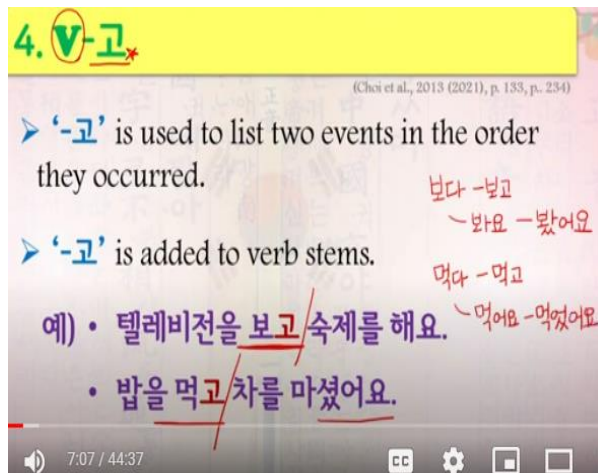 4. V-고*
(Choi et al., 2013 (2021), p. 133, p.. 234)
➢ ‘-고’ is used to list two events in the order
they occurred.
보다 -보고
-봐요 -봤어요
➢ ‘-고’ is added to verb stems.
먹다 -먹고
-먹어요 -먹었어요
예) • 텔레비전을 보고/숙제를 해요.
• 밥을 먹고/차를 마셨어요.
7:07 / 44:37
CC